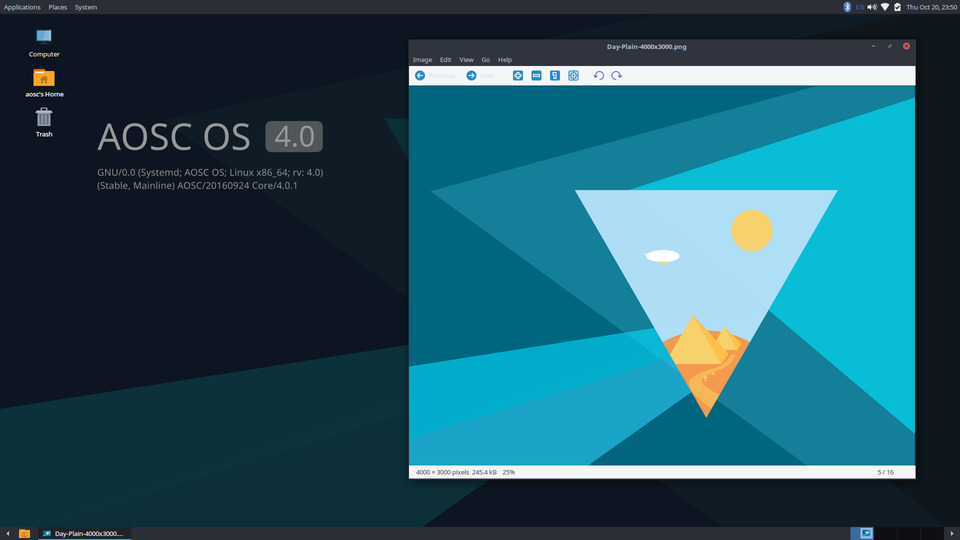 Applications Places System
EN
Thu Oct 20, 23:50
Computer
aosc's Home
Trash
AOSC OS 4.0
GNU/0.0 (Systemd; AOSC OS; Linux x86_64; rv: 4.0)
(Stable, Mainline) AOSC/20160924 Core/4.0.1
Day-Plain-4000x3000.png
Image Edit View Go Help
Previous Next
4000 × 3000 pixels 245.4 kB 25%
5 / 16
Day-Plain-4000x3000....